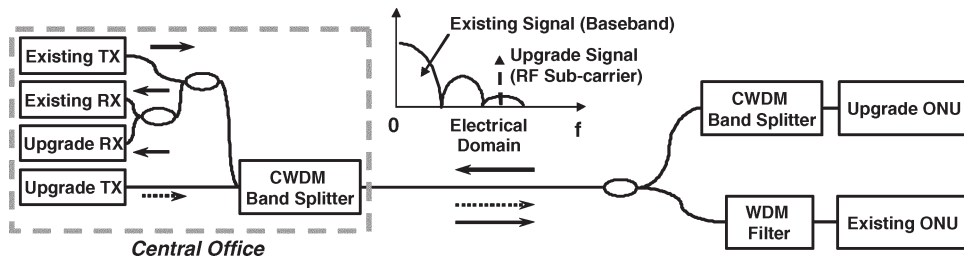 Existing TX
Existing RX
Upgrade RX
Upgrade TX
CWDM
Band Splitter
Central Office
Existing Signal (Baseband)
Upgrade Signal
(RF Sub-carrier)
0
Electrical
Domain
f
CWDM
Band Splitter
Upgrade ONU
WDM
Filter
Existing ONU